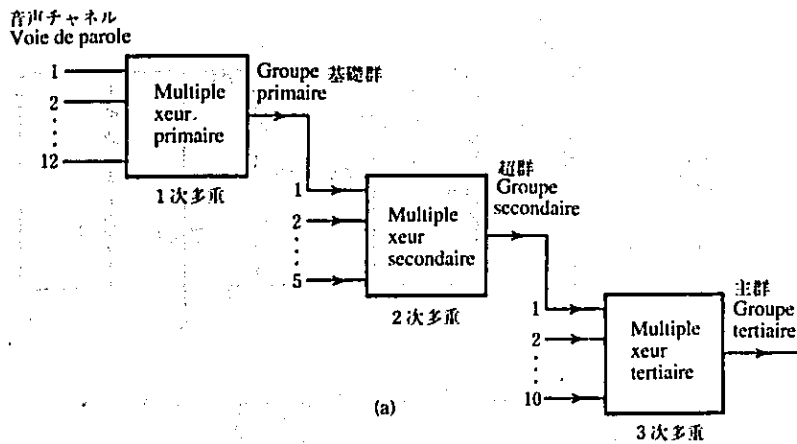 音声チャネル
Voie de parole
1
2
12
Multiple
xeur.
primaire
1次多重
Groupe 基礎群
primaire
1
2
5
Multiple
xeur
secondaire
2次多重
超群
Groupe
secondaire
1
2
10
Multiple
xeur
tertiaire
3次多重
主群
Groupe
tertiaire
(a)